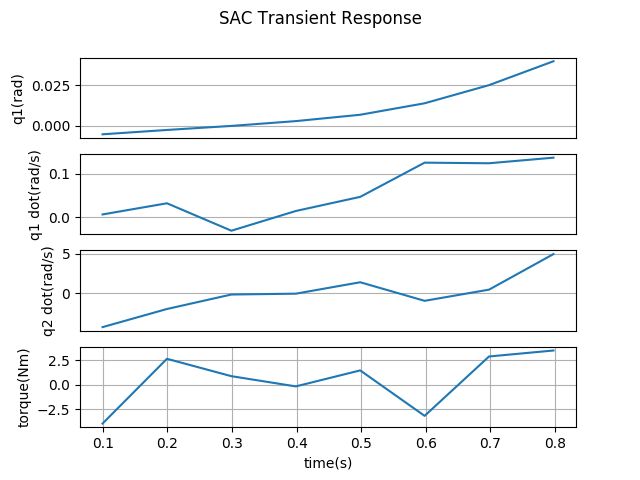 SAC Transient Response
q1(rad)
0.025
0.000
q1 dot(rad/s)
0.1
0.0
q2 dot(rad/s)
5
0
torque(Nm)
2.5
0.0
−2.5
0.1 0.2 0.3 0.4 0.5 0.6 0.7 0.8
time(s)